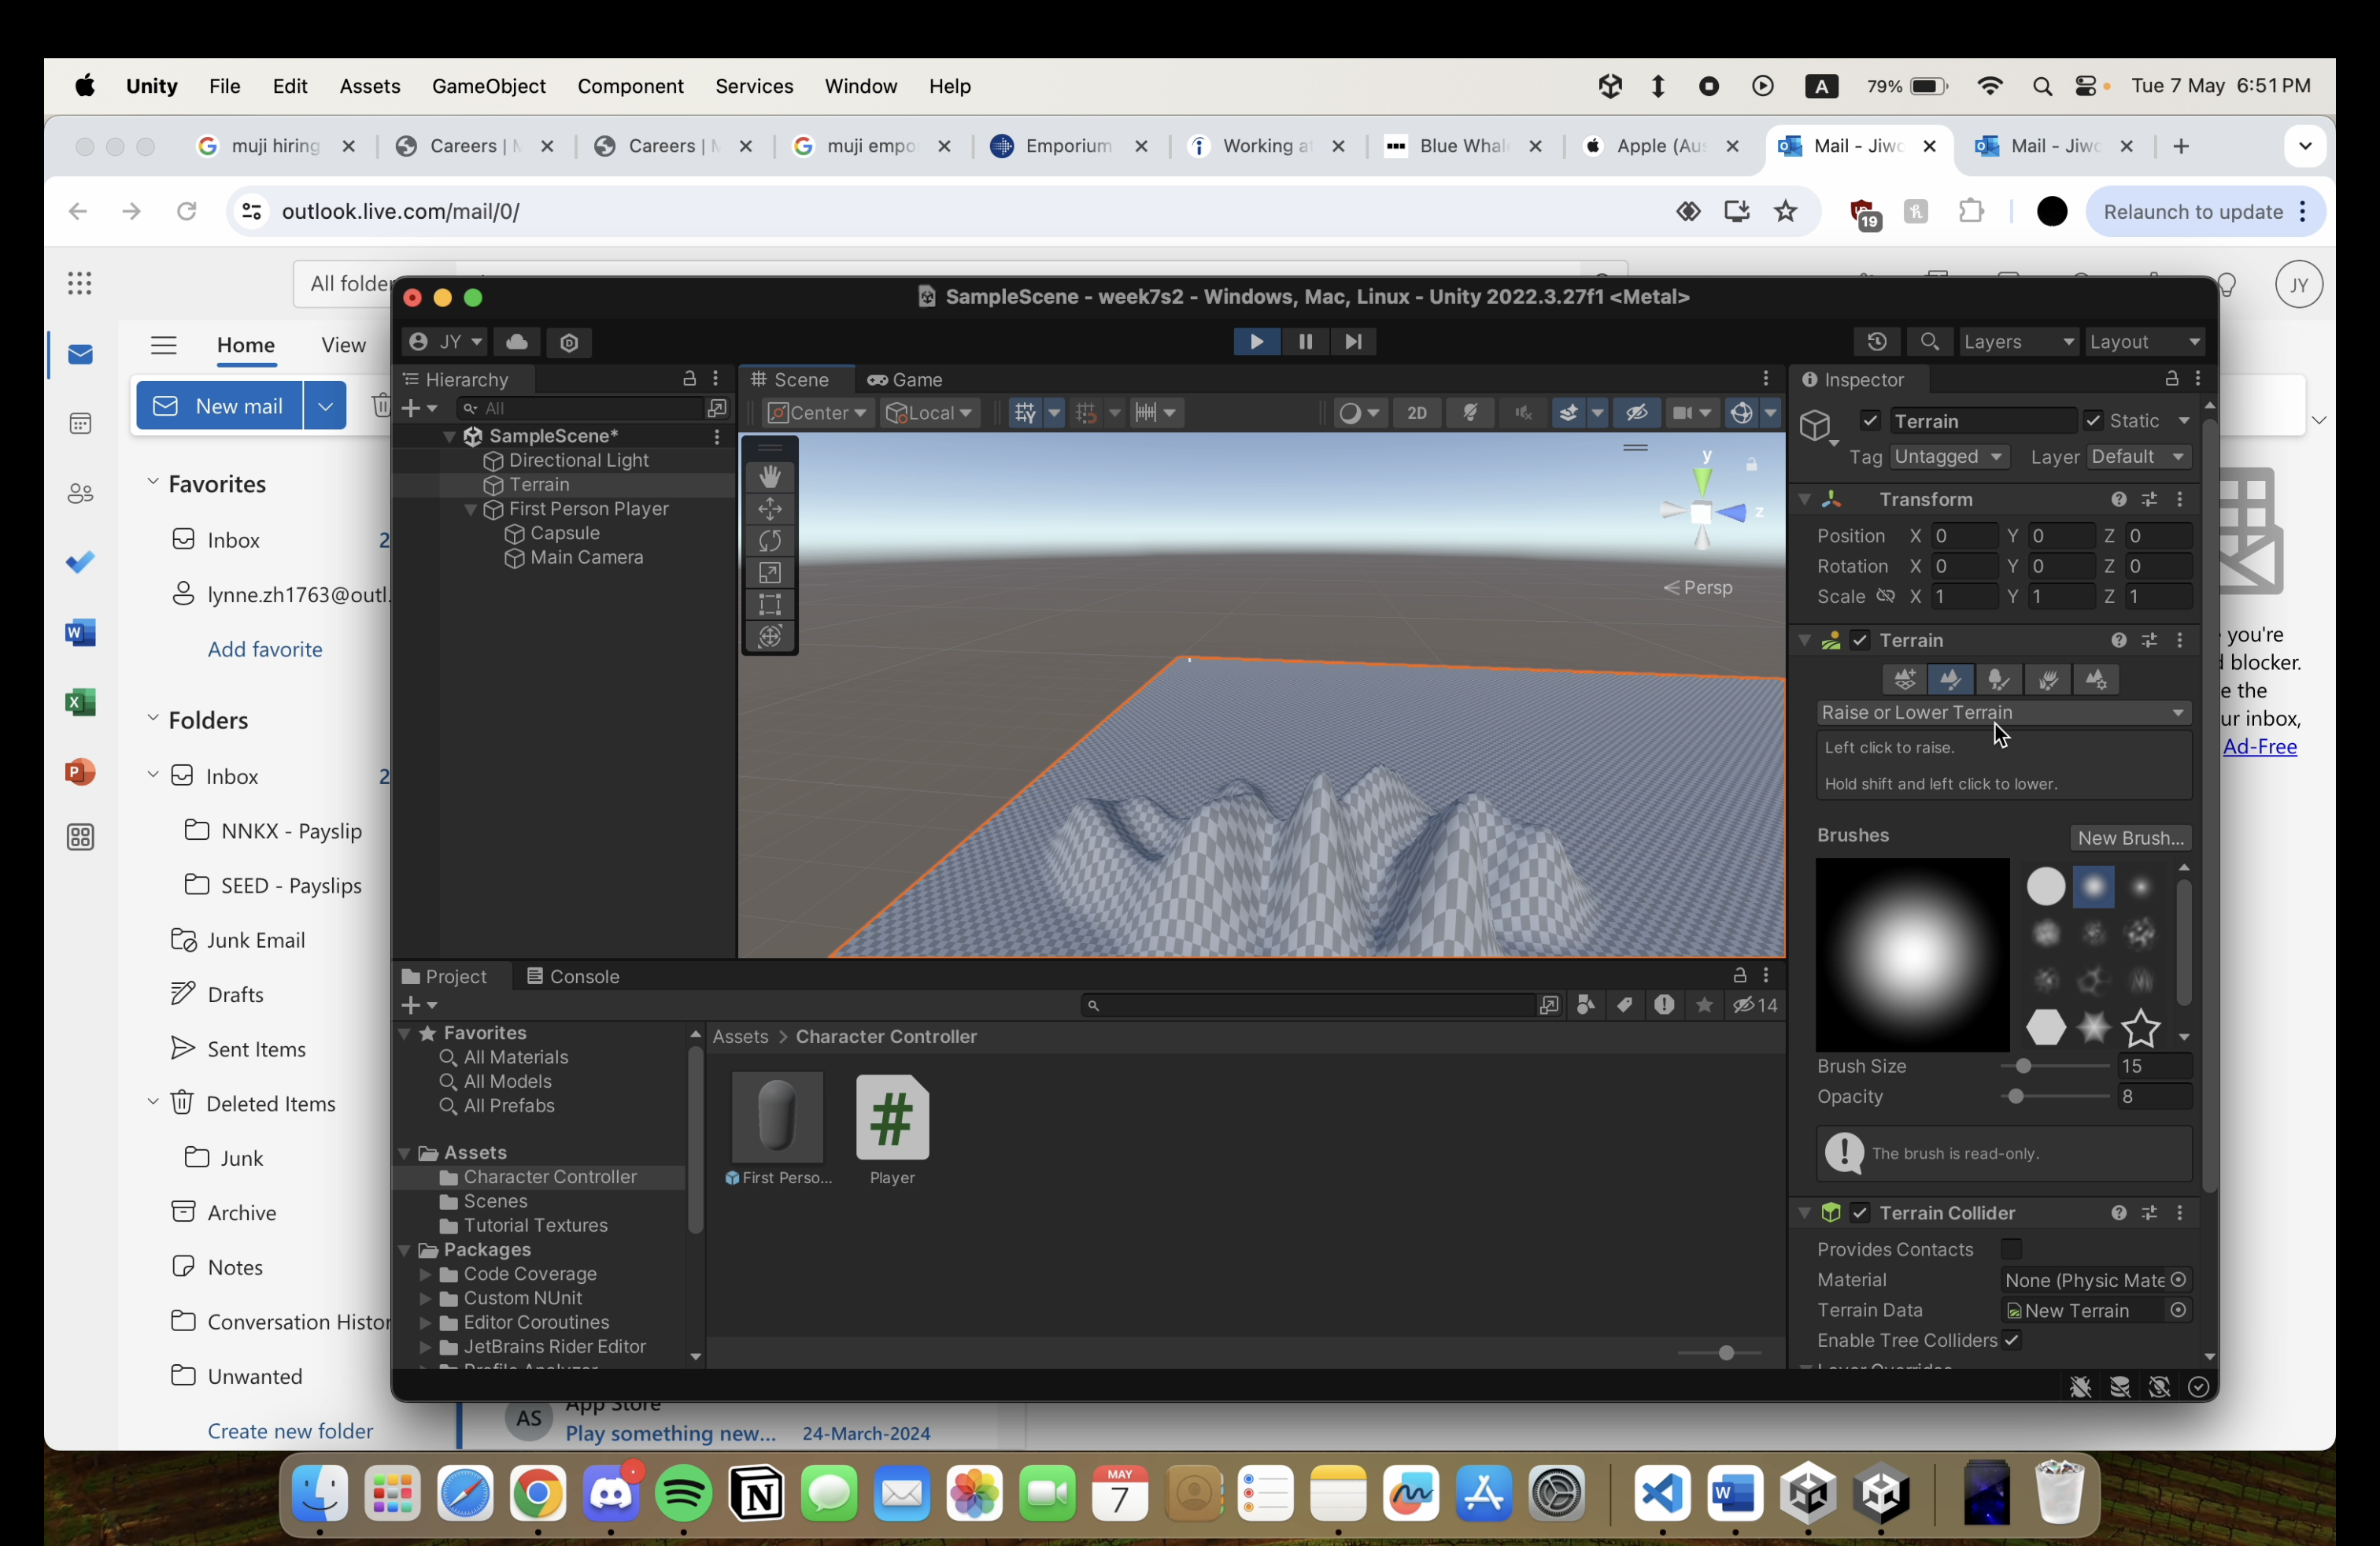 Unity File Edit Assets GameObject Component Services Window Help A 79% Tue 7 May 6:51 PM
muji hiring Careers | Careers | muji empo Emporium Working a Blue Whal Apple (Aus Mail - Jiwo Mail - Jiwo
outlook.live.com/mail/0/ 19 Relaunch to update
All folder JY
SampleScene - week7s2 - Windows, Mac, Linux - Unity 2022.3.27f1 <Metal>
Home View
JY Layers Layout
Hierarchy Scene Game Inspector
New mail
All Center Local 2D Terrain Static
SampleScene*
Tag Untagged Layer Default
Directional Light
Terrain
First Person Player
Capsule
Main Camera
y
z
Persp
Transform
Position X 0 Y 0 Z 0
Rotation X 0 Y 0 Z 0
Scale X 1 Y 1 Z 1
Terrain
Raise or Lower Terrain
Left click to raise.
Hold shift and left click to lower.
Brushes New Brush...
Brush Size 15
Opacity 8
The brush is read-only.
Terrain Collider
Provides Contacts
Material None (Physic Mate
Terrain Data New Terrain
Enable Tree Colliders
Favorites
Inbox 2
lynne.zh1763@outl.
Add favorite
Folders
Inbox 2
NNKX - Payslip
SEED - Payslips
Junk Email
Drafts
Sent Items
Deleted Items
Junk
Archive
Notes
Conversation Histor
Unwanted
Create new folder
you're
blocker.
e the
ur inbox,
Ad-Free
Project Console
14
Favorites
All Materials
All Models
All Prefabs
Assets
Character Controller
Scenes
Tutorial Textures
Packages
Code Coverage
Custom NUnit
Editor Coroutines
JetBrains Rider Editor
Assets > Character Controller
#
First Perso... Player
AS App Store
Play something new... 24-March-2024
MAY
7
W